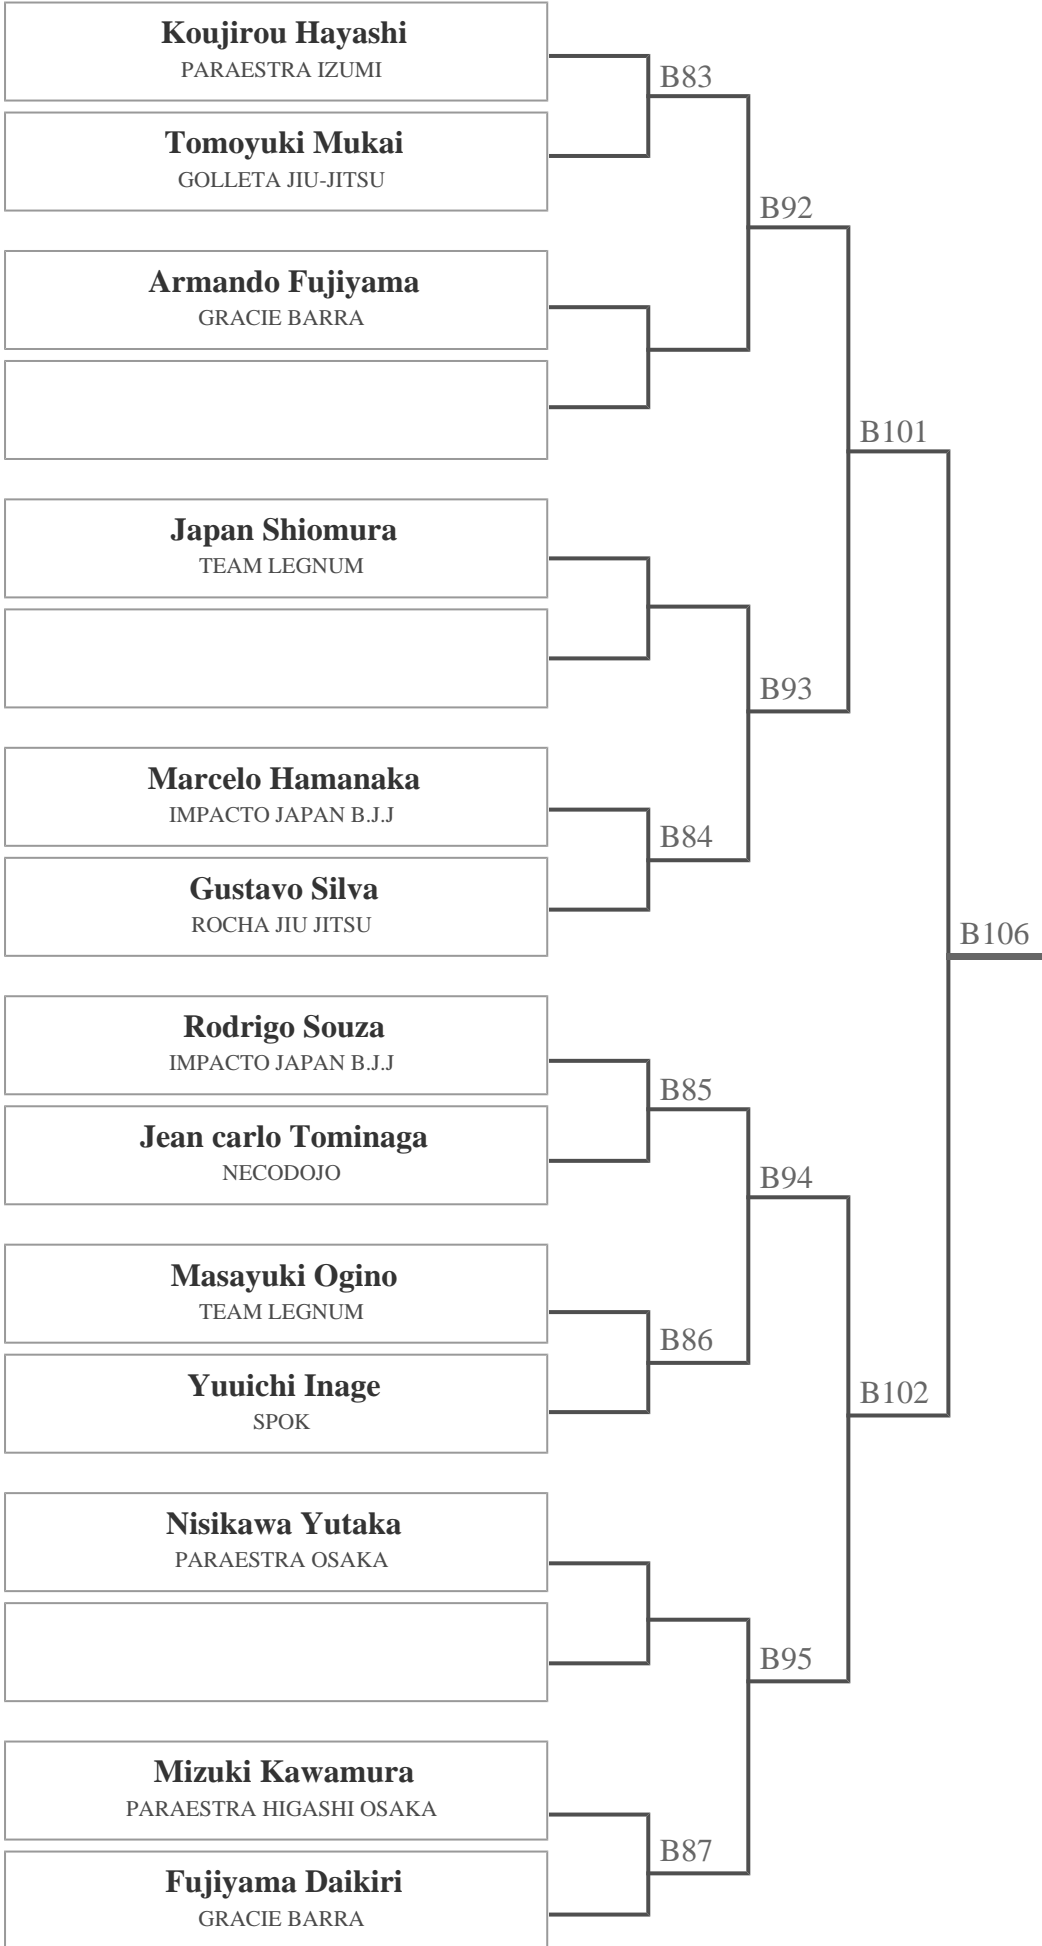 Koujirou Hayashi
PARAESTRA IZUMI
B83
Tomoyuki Mukai
GOLLETA JIU-JITSU
B92
Armando Fujiyama
GRACIE BARRA
B101
Japan Shiomura
TEAM LEGNUM
B93
Marcelo Hamanaka
IMPACTO JAPAN B.J.J
B84
Gustavo Silva
ROCHA JIU JITSU
B106
Rodrigo Souza
IMPACTO JAPAN B.J.J
B85
Jean carlo Tominaga
NECODOJO
B94
Masayuki Ogino
TEAM LEGNUM
B86
Yuuichi Inage
SPOK
B102
Nisikawa Yutaka
PARAESTRA OSAKA
B95
Mizuki Kawamura
PARAESTRA HIGASHI OSAKA
B87
Fujiyama Daikiri
GRACIE BARRA